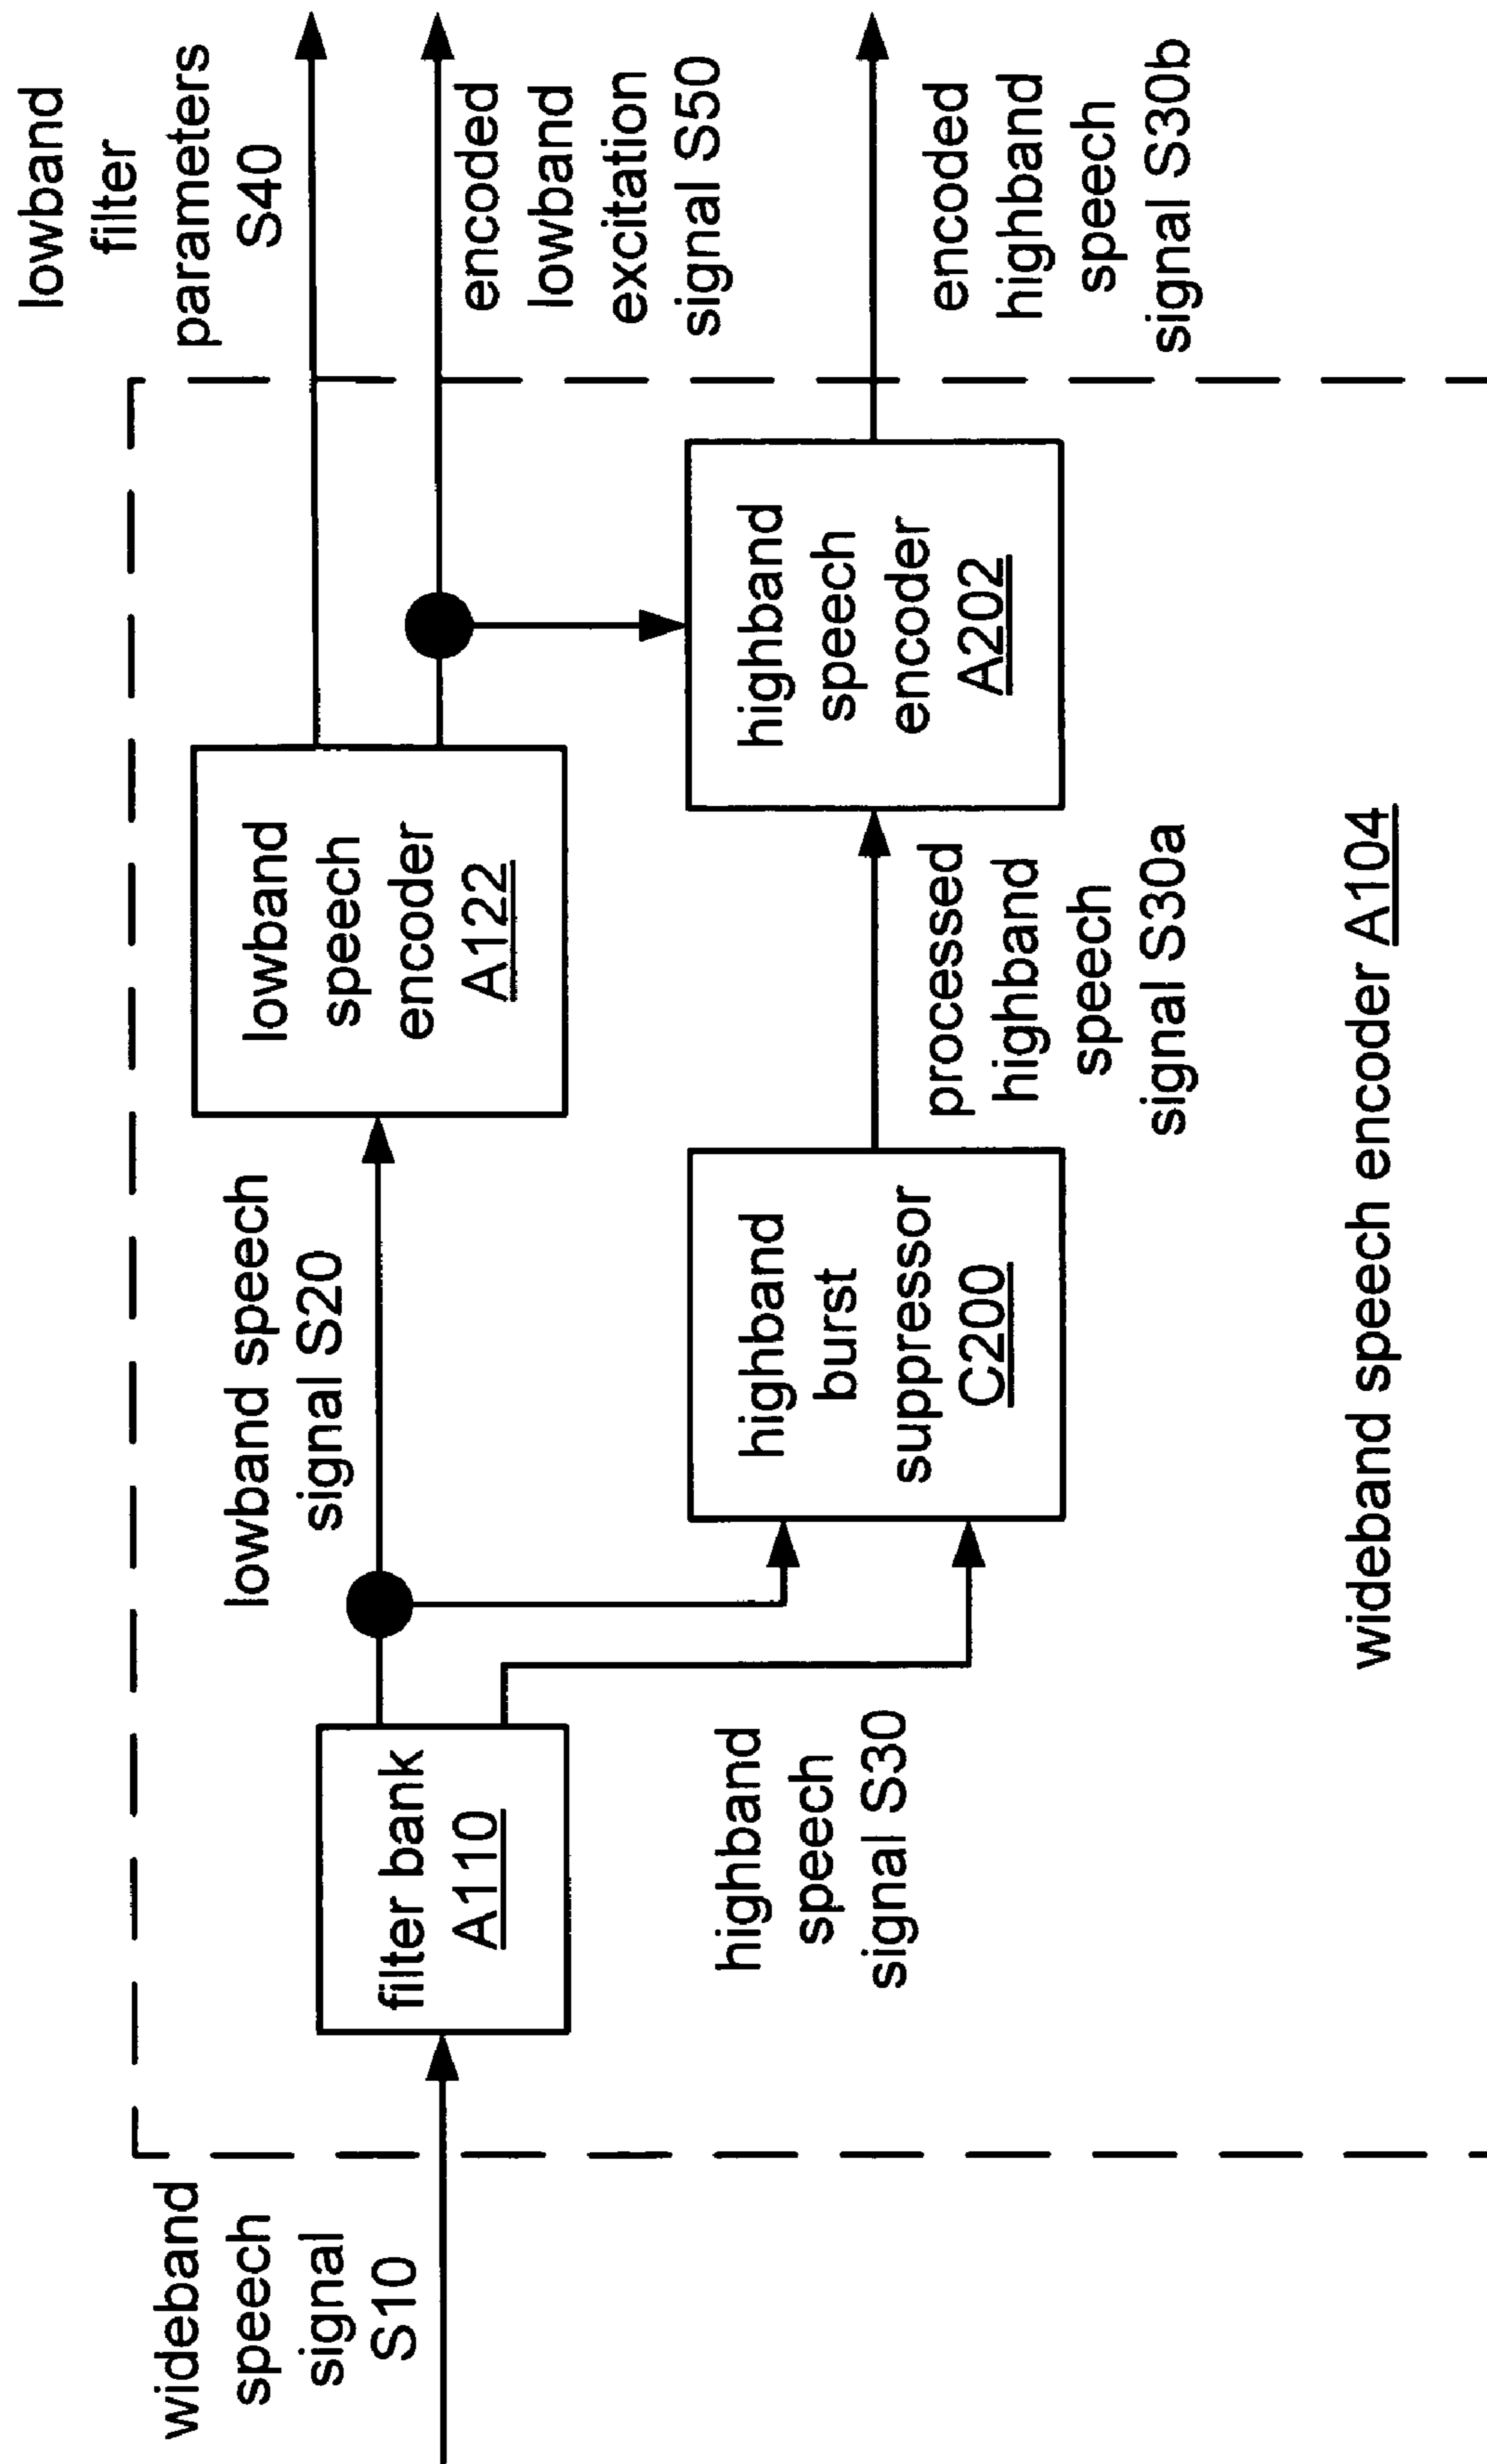 wideband
speech
signal
S10
filter bank
A110
lowband speech
signal S20
highband
speech
signal S30
lowband
speech
encoder
A122
highband
burst
suppressor
C200
processed
highband
speech
signal S30a
highband
speech
encoder
A202
lowband
filter
parameters
S40
encoded
lowband
excitation
signal S50
encoded
highband
speech
signal S30b
wideband speech encoder A104